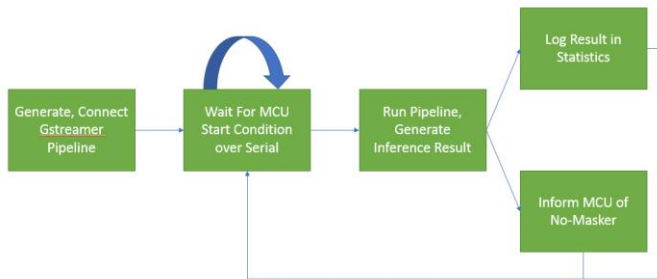 Generate, Connect
Gstreamer
Pipeline
Wait For MCU
Start Condition
over Serial
Run Pipeline,
Generate
Inference Result
Log Result in
Statistics
Inform MCU of
No-Masker